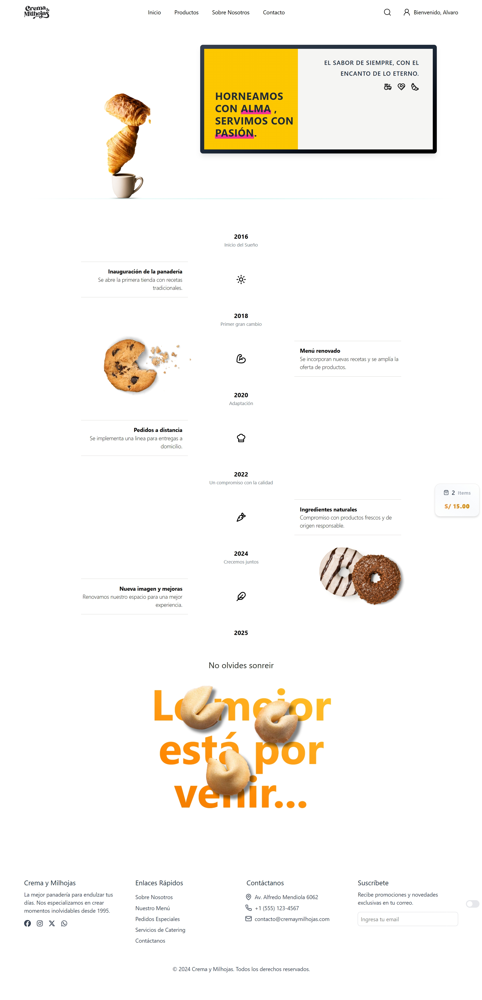 Crema &
Milhojas
Inicio
Productos
Sobre Nosotros
Contacto
Bienvenido, Alvaro
HORNEAMOS
CON ALMA ,
SERVIMOS CON
PASIÓN.
EL SABOR DE SIEMPRE, CON EL
ENCANTO DE LO ETERNO.
2016
Inicio del Sueño
Inauguración de la panadería
Se abre la primera tienda con recetas
tradicionales.
2018
Primer gran cambio
Menú renovado
Se incorporan nuevas recetas y se amplía la
oferta de productos.
2020
Adaptación
Pedidos a distancia
Se implementa una linea para entregas a
domicilio.
2022
Un compromiso con la calidad
2 Items
S/ 15.00
Ingredientes naturales
Compromiso con productos frescos y de
origen responsable.
2024
Crecemos juntos
Nueva imagen y mejoras
Renovamos nuestro espacio para una mejor
experiencia.
2025
No olvides sonreir
Lo mejor
está por
venir...
Crema y Milhojas
La mejor panadería para endulzar tus
días. Nos especializamos en crear
momentos inolvidables desde 1995.
Enlaces Rápidos
Sobre Nosotros
Nuestro Menú
Pedidos Especiales
Servicios de Catering
Contáctanos
Contáctanos
Av. Alfredo Mendiola 6062
+1 (555) 123-4567
contacto@cremaymilhojas.com
Suscríbete
Recibe promociones y novedades
exclusivas en tu correo.
Ingresa tu email
© 2024 Crema y Milhojas. Todos los derechos reservados.